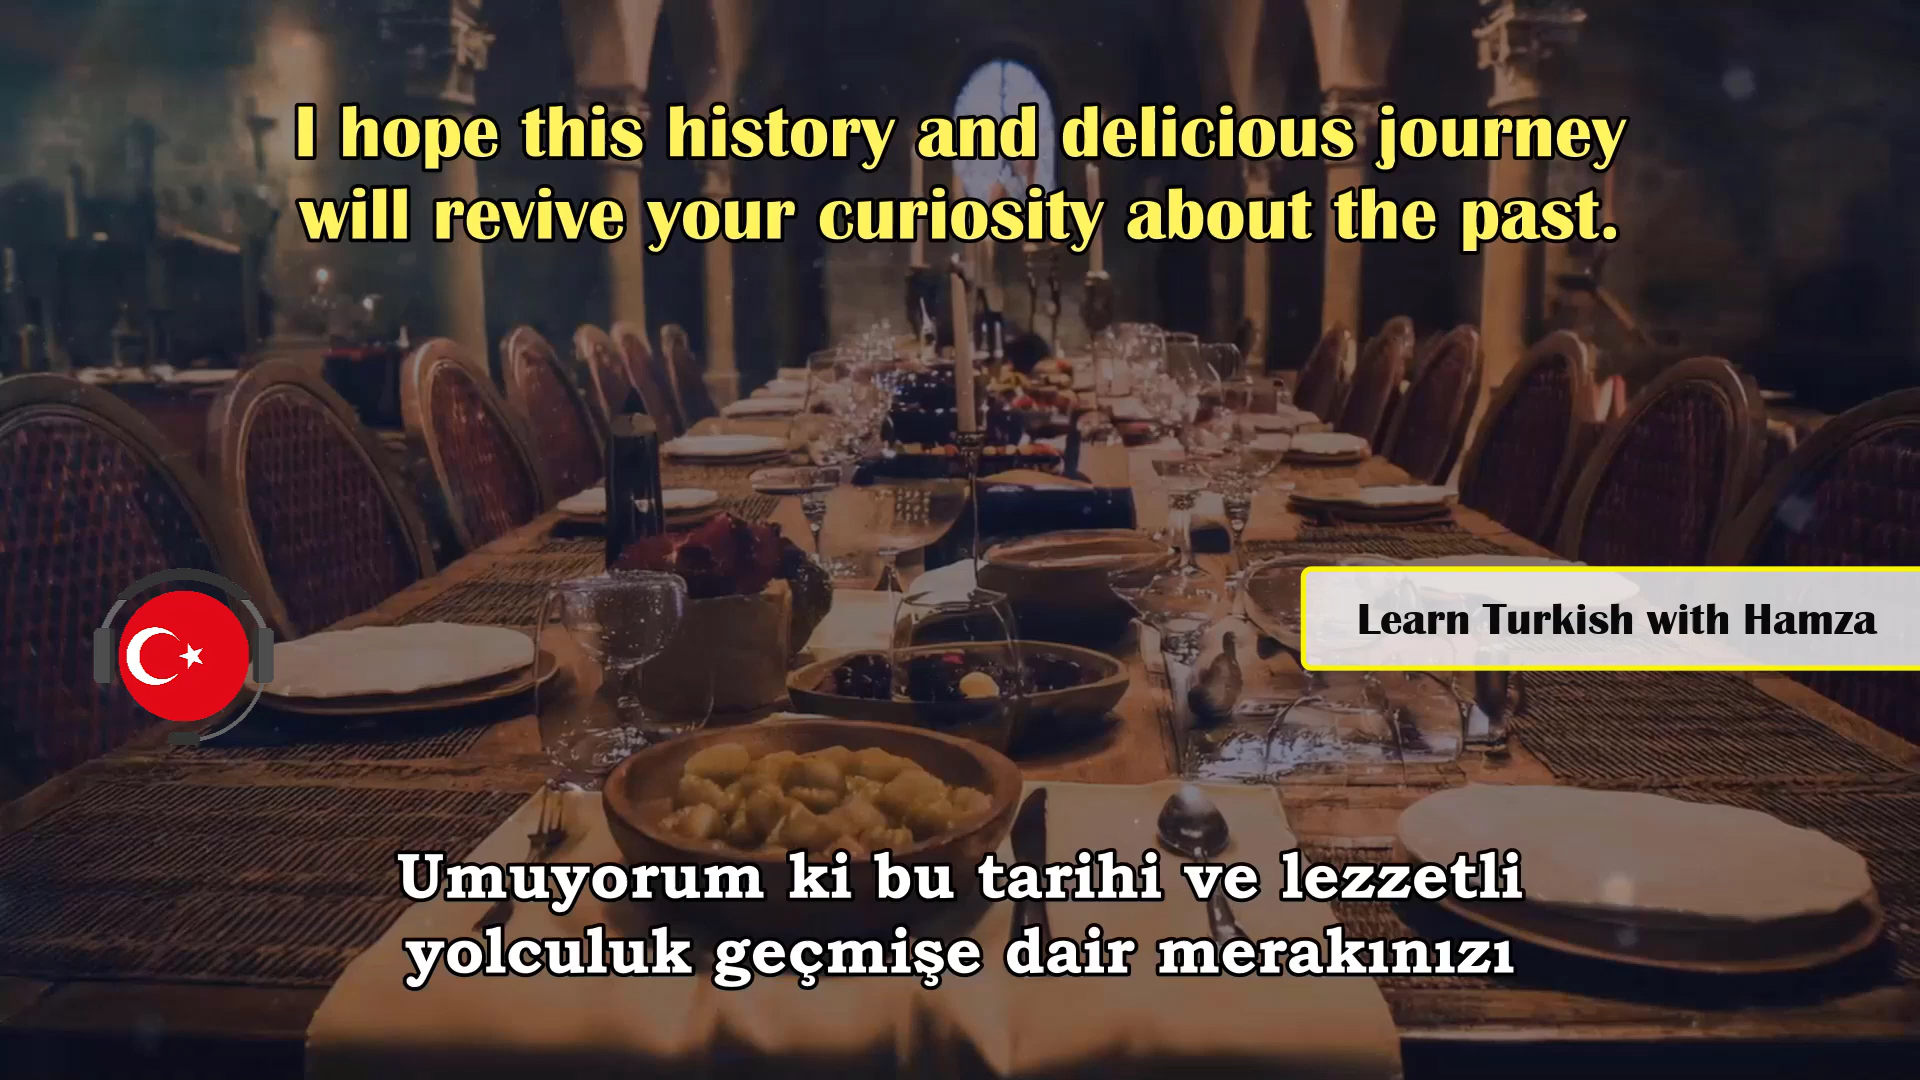 I hope this history and delicious journey
will revive your curiosity about the past.
Learn Turkish with Hamza
Umuyorum ki bu tarihi ve lezzetli
yolculuk geçmişe dair merakınızı